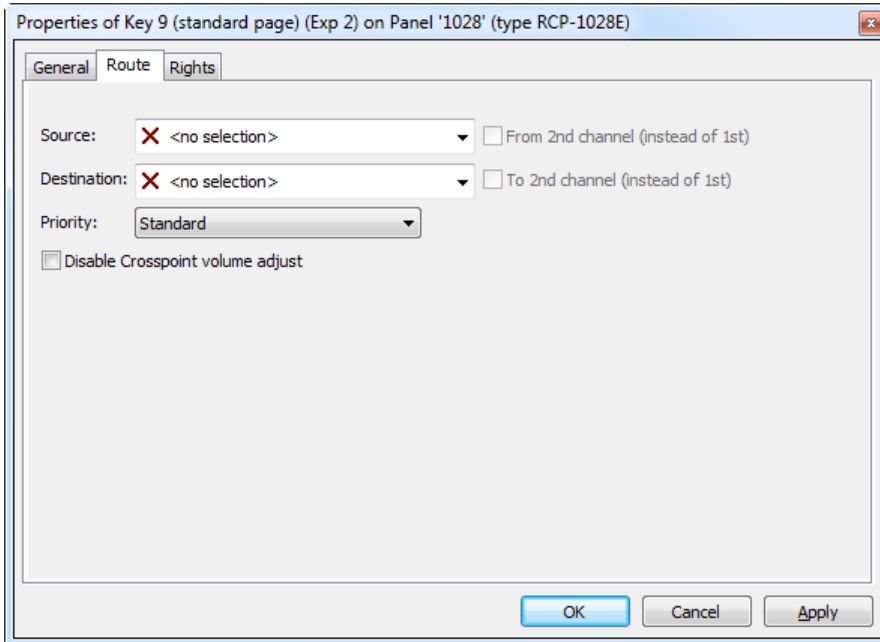 Properties of Key 9 (standard page) (Exp 2) on Panel '1028' (type RCP-1028E)
General Route Rights
Source: <no selection> From 2nd channel (instead of 1st)
Destination: <no selection> To 2nd channel (instead of 1st)
Priority: Standard
Disable Crosspoint volume adjust
OK Cancel Apply